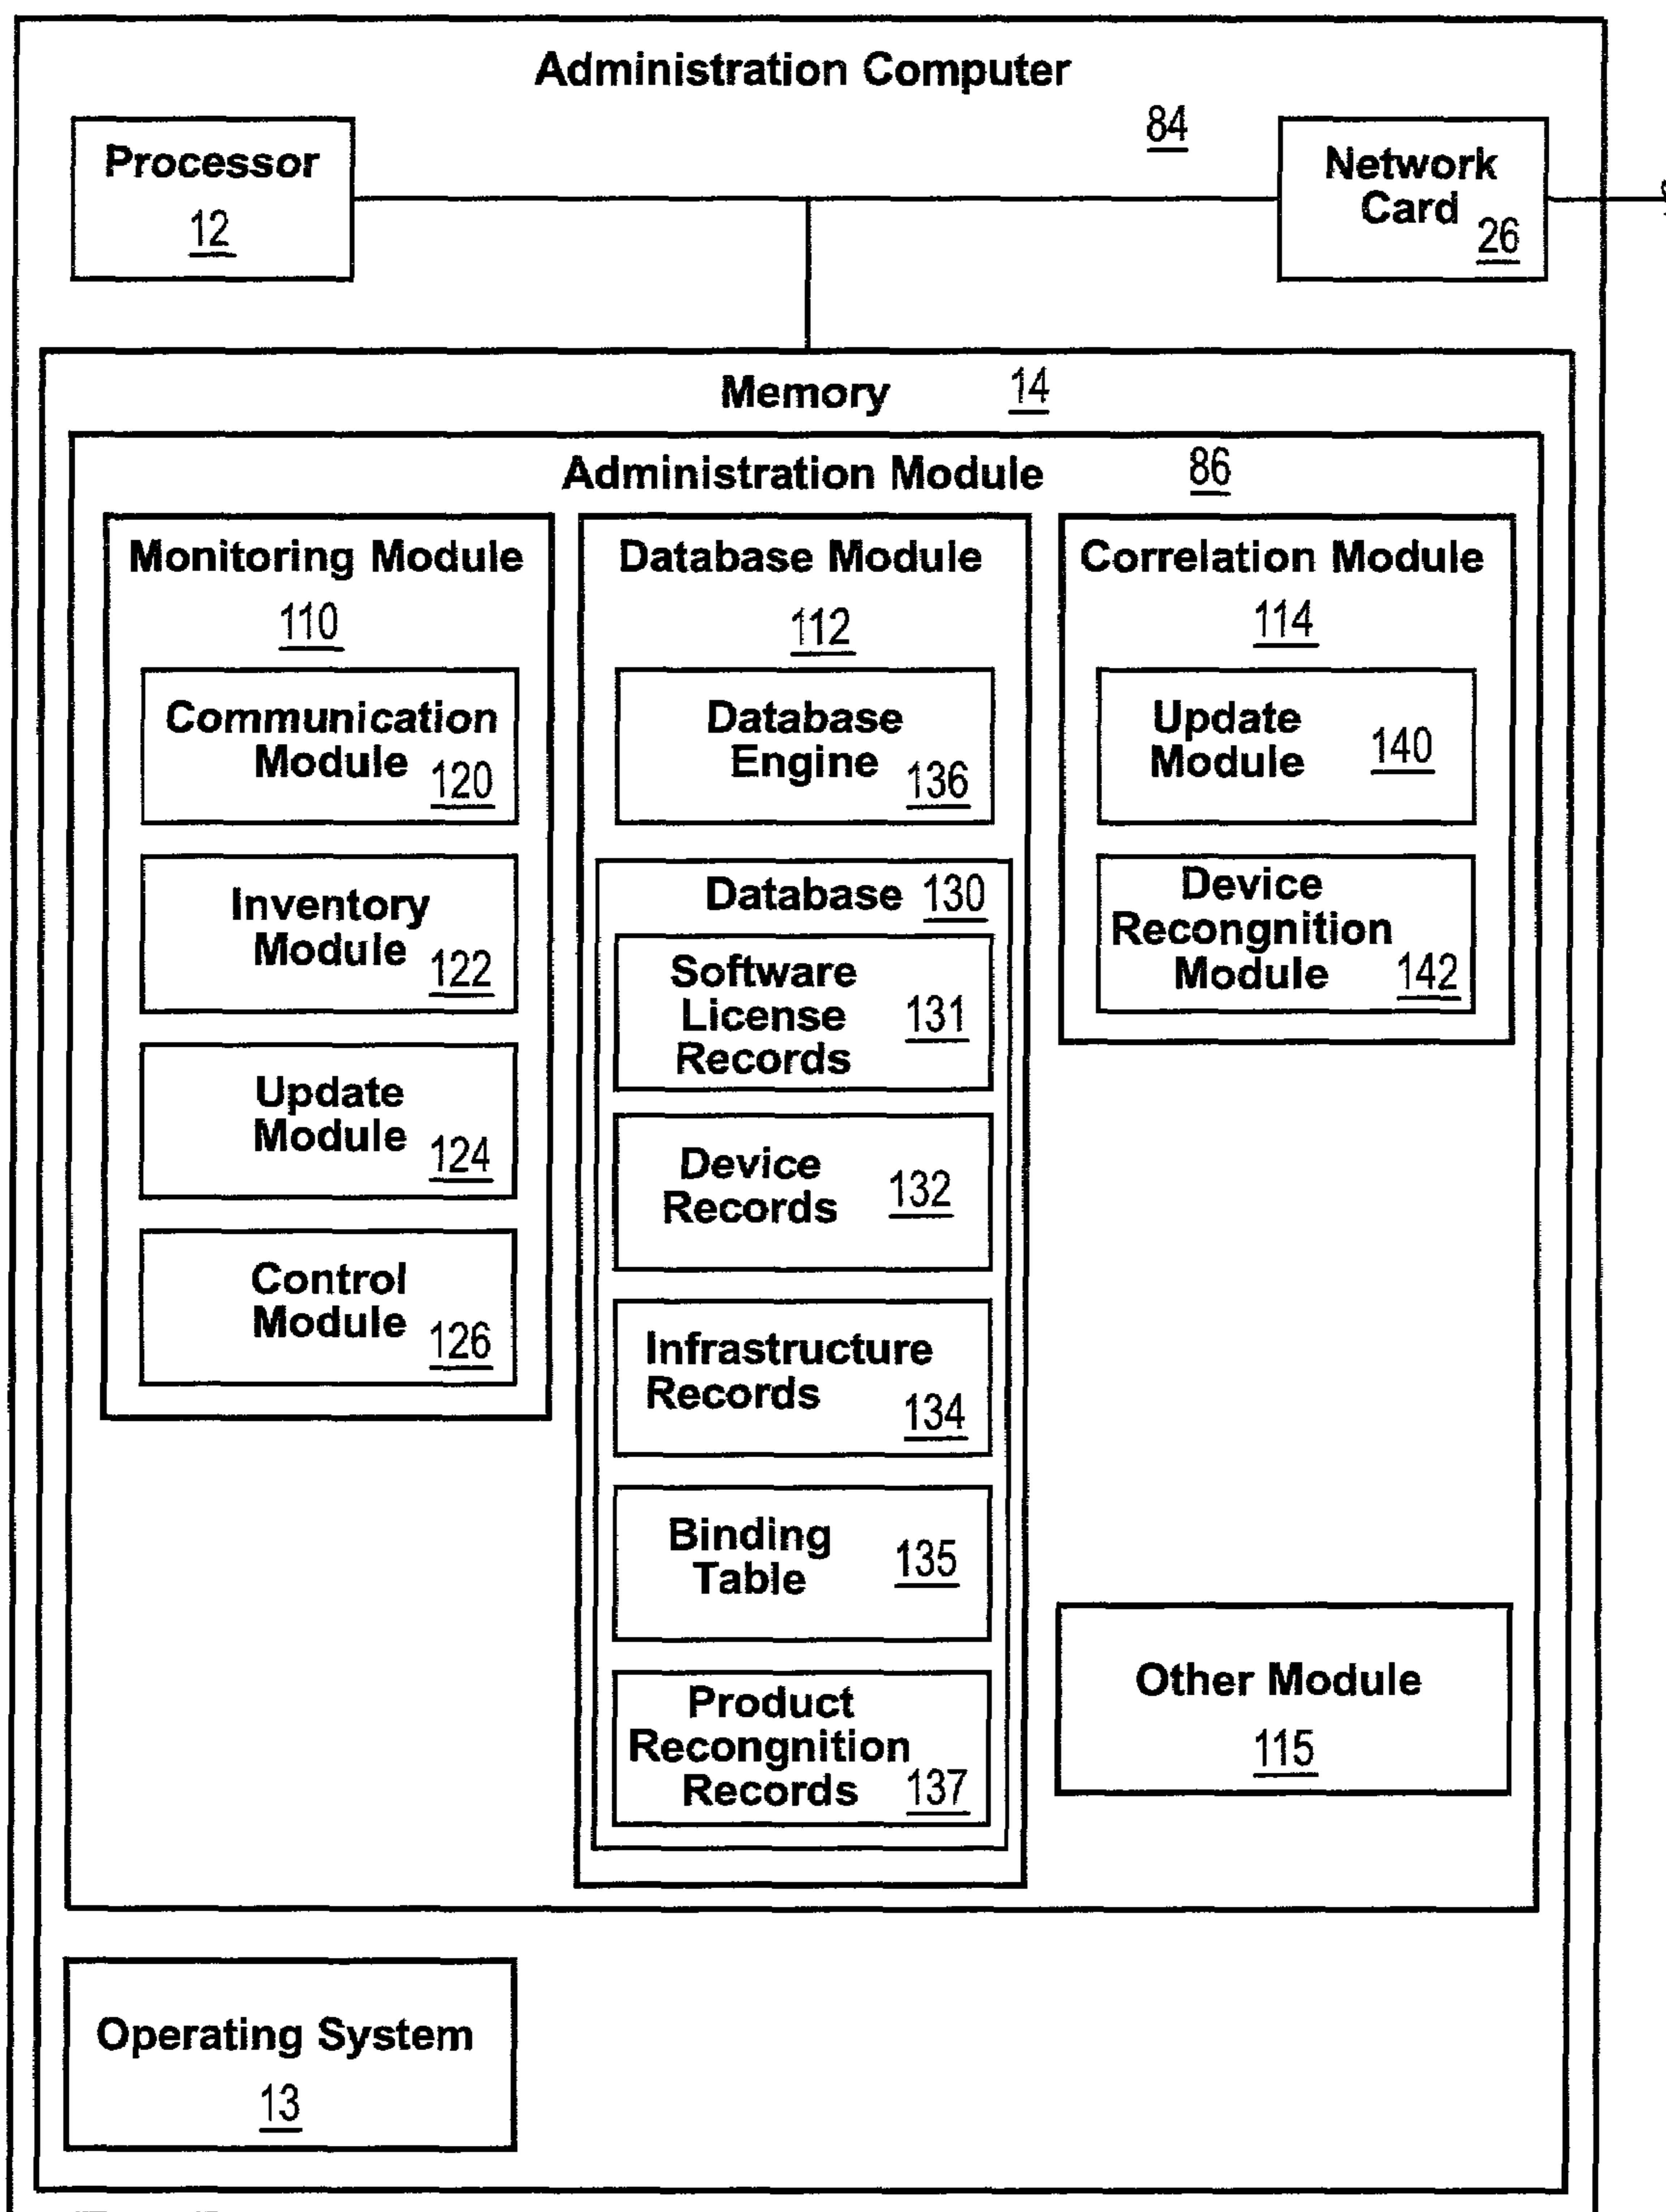 Administration Computer
84
Processor
12
Network
Card
26
Memory 14
Administration Module 86
Monitoring Module
110
Communication
Module 120
Inventory
Module 122
Update
Module 124
Control
Module 126
Database Module
112
Database
Engine 136
Database 130
Software
License 131
Records
Device
Records 132
Infrastructure
Records 134
Binding
Table 135
Product
Recongnition
Records 137
Correlation Module
114
Update
Module 140
Device
Recongnition
Module 142
Other Module
115
Operating System
13